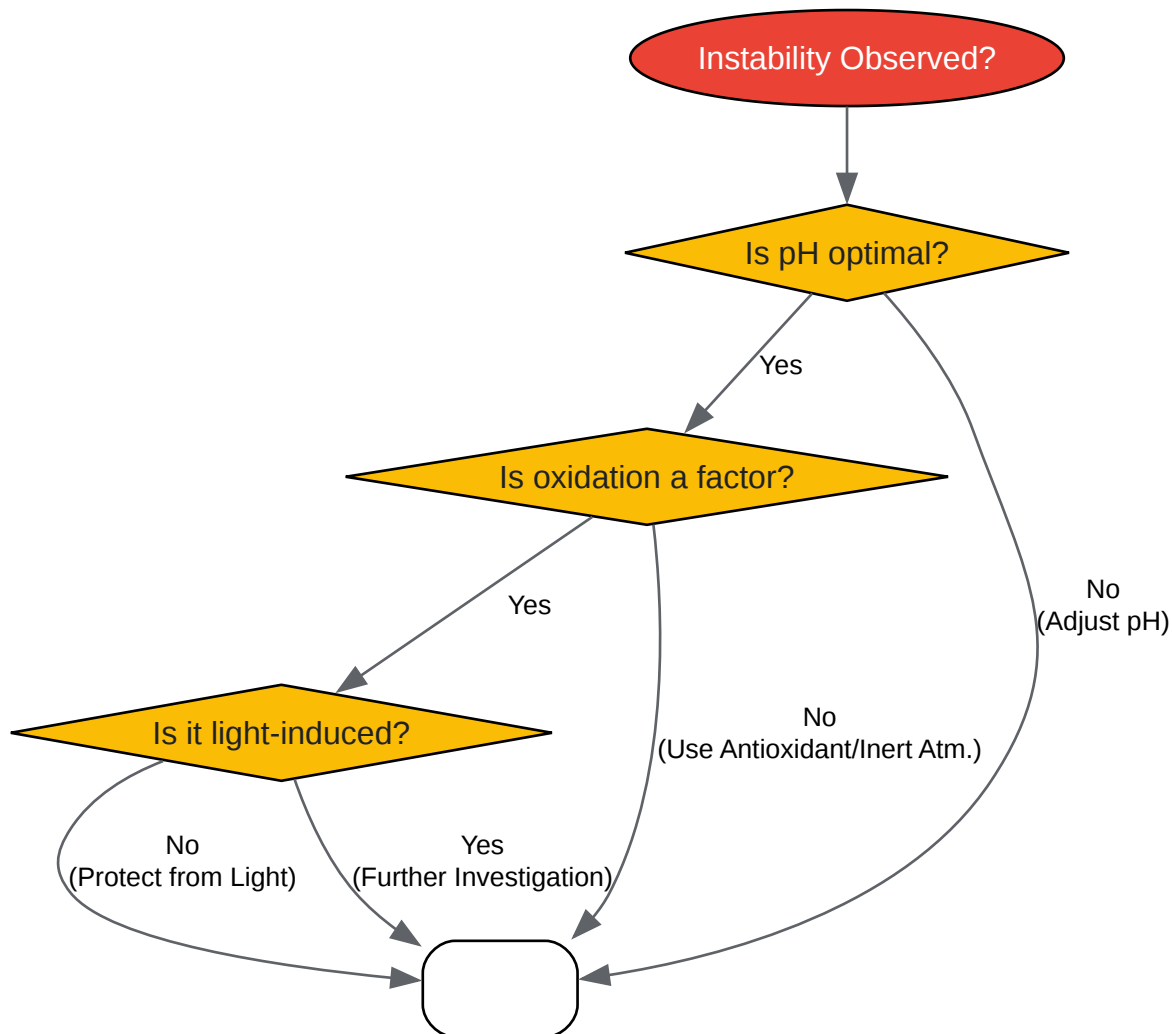 Instability Observed?
Is pH optimal?
Yes
Is oxidation a factor?
Yes
No
(Adjust pH)
Is it light-induced?
No
(Use Antioxidant/Inert Atm.)
No
(Protect from Light)
Yes
(Further Investigation)